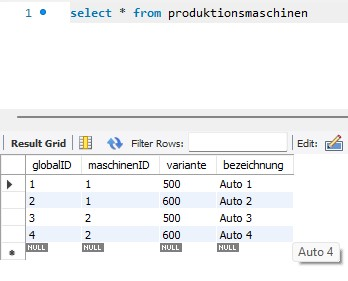 1 select * from produktionsmaschinen
Result Grid Filter Rows: Edit:
globalID maschinenID variante bezeichnung
1 1 500 Auto 1
2 1 600 Auto 2
3 2 500 Auto 3
4 2 600 Auto 4
NULL NULL NULL NULL
Auto 4